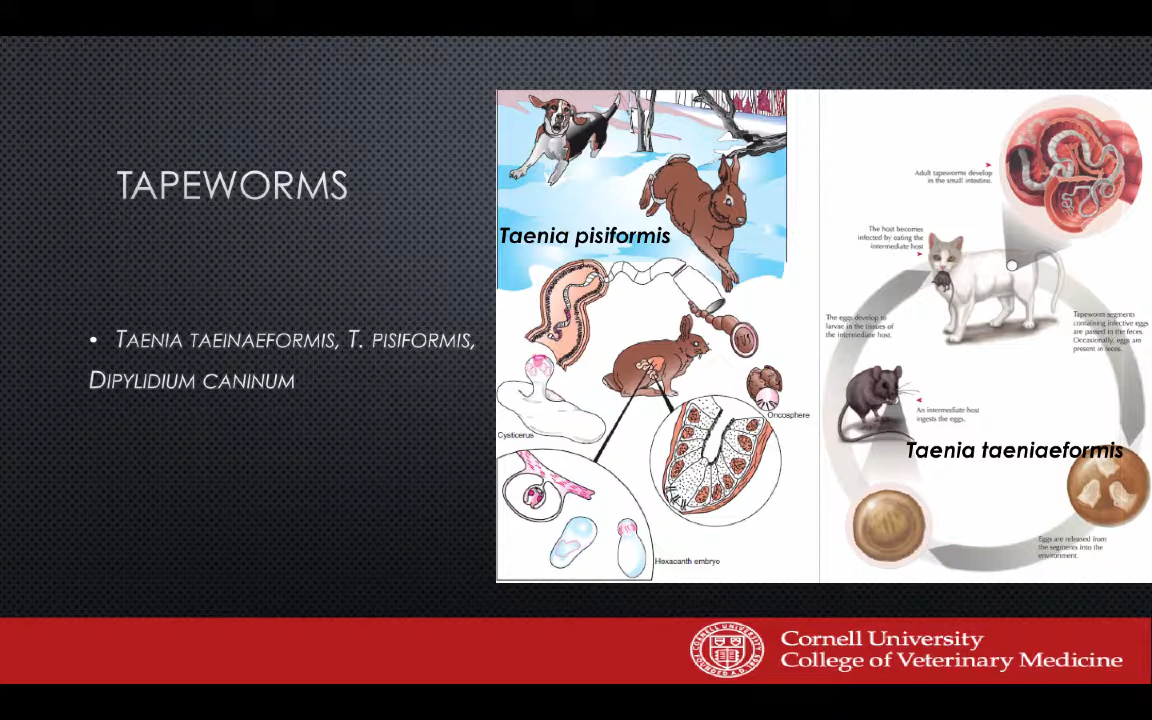 TAPEWORMS
• TAENIA TAEINAEFORMIS, T. PISIFORMIS,
DIPYLIDIUM CANINUM
Taenia pisiformis
Cysticerus
Oncosphere
Hexacanth embryo
Adult tapeworms develop
in the small intestine.
The host becomes
infected by eating the
intermediate host
The eggs develop to
larvae in the tissues of
the intermediate host.
Tapeworm segments
containing infective eggs
are passed in the feces.
Occasionally, eggs are
present in feces.
An intermediate host
ingests the eggs.
Taenia taeniaeformis
Eggs are released from
the segments into the
environment.
CORNELL UNIVERSITY
FOUNDED A.D. 1865
Cornell University
College of Veterinary Medicine